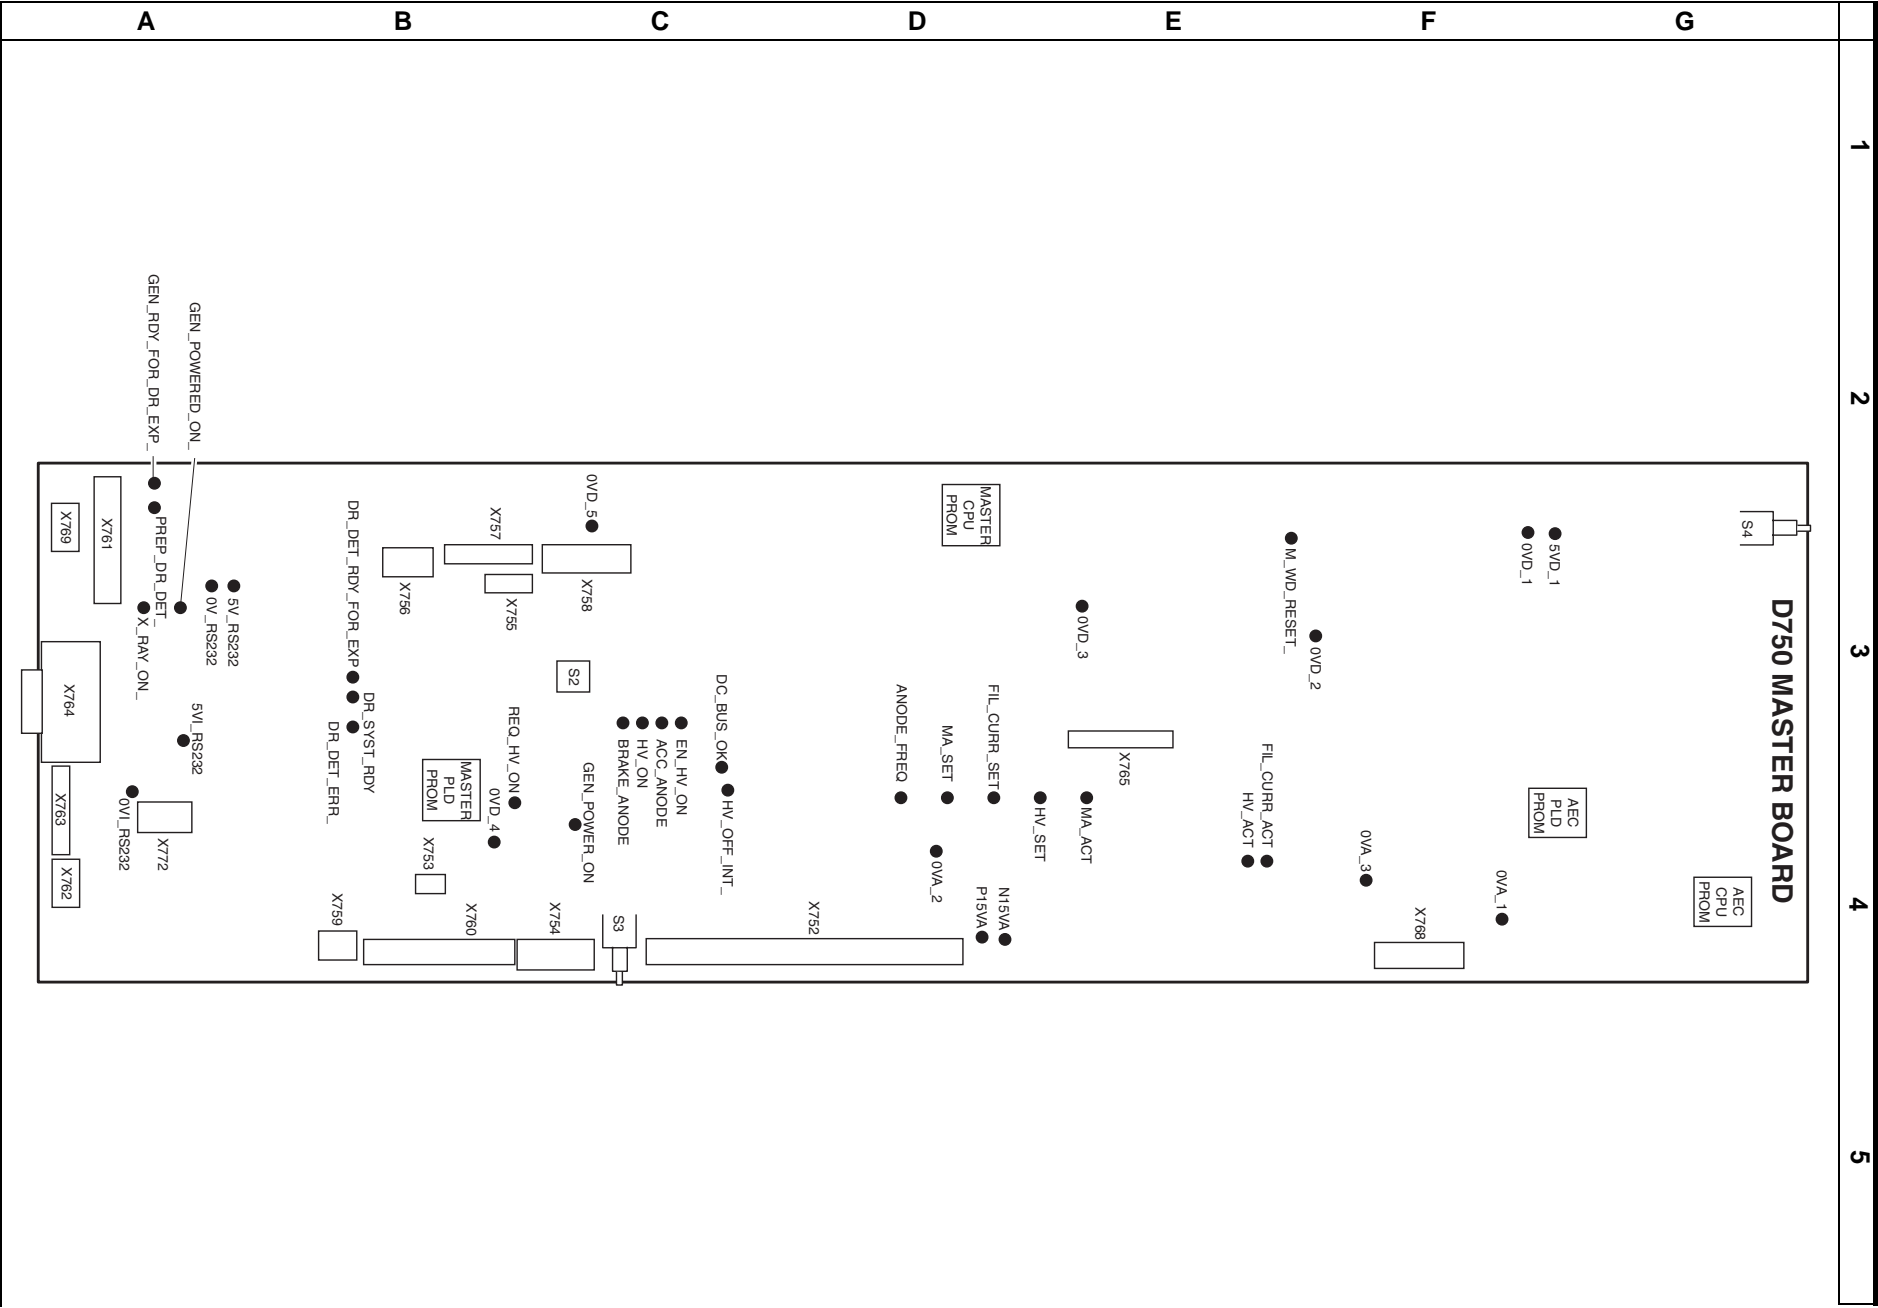 A
B
C
D
E
F
G
1
2
3
4
5
D750 MASTER BOARD
GEN_RDY_FOR_DR_EXP_
GEN_POWERED_ON_
PREP_DR_DET_
X_RAY_ON_
0V_RS232
5V_RS232
5VI_RS232
0VI_RS232
X769
X761
X764
X763
X762
X772
DR_DET_RDY_FOR_EXP
DR_SYST_RDY
DR_DET_ERR_
X756
X757
X755
X758
0VD_5
S2
REQ_HV_ON
0VD_4
MASTER
PLD
PROM
X753
X759
X760
X754
GEN_POWER_ON
BRAKE_ANODE
HV_ON
ACC_ANODE
EN_HV_ON
DC_BUS_OK
HV_OFF_INT_
S3
X752
MASTER
CPU
PROM
ANODE_FREQ
MA_SET
FIL_CURR_SET
HV_SET
MA_ACT
0VA_2
P15VA
N15VA
0VD_3
X765
M_WD_RESET_
0VD_2
FIL_CURR_ACT
HV_ACT
0VA_3
X768
0VA_1
0VD_1
5VD_1
AEC
PLD
PROM
AEC
CPU
PROM
S4